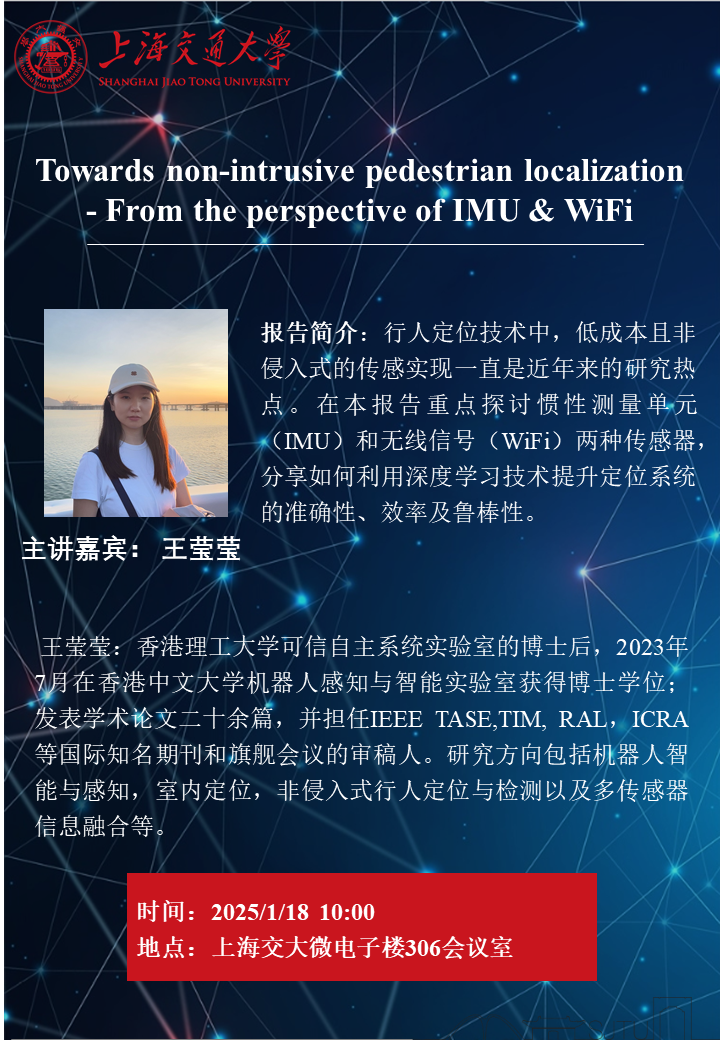 上海交通大学
SHANGHAI JIAO TONG UNIVERSITY
Towards non-intrusive pedestrian localization
- From the perspective of IMU & WiFi
报告简介：行人定位技术中，低成本且非
侵入式的传感实现一直是近年来的研究热
点。在本报告重点探讨惯性测量单元
（IMU）和无线信号（WiFi）两种传感器，
分享如何利用深度学习技术提升定位系统
的准确性、效率及鲁棒性。
主讲嘉宾： 王莹莹
王莹莹：香港理工大学可信自主系统实验室的博士后，2023年
7月在香港中文大学机器人感知与智能实验室获得博士学位；
发表学术论文二十余篇，并担任IEEE TASE,TIM, RAL，ICRA
等国际知名期刊和旗舰会议的审稿人。研究方向包括机器人智
能与感知，室内定位，非侵入式行人定位与检测以及多传感器
信息融合等。
时间：2025/1/18 10:00
地点：上海交大微电子楼306会议室